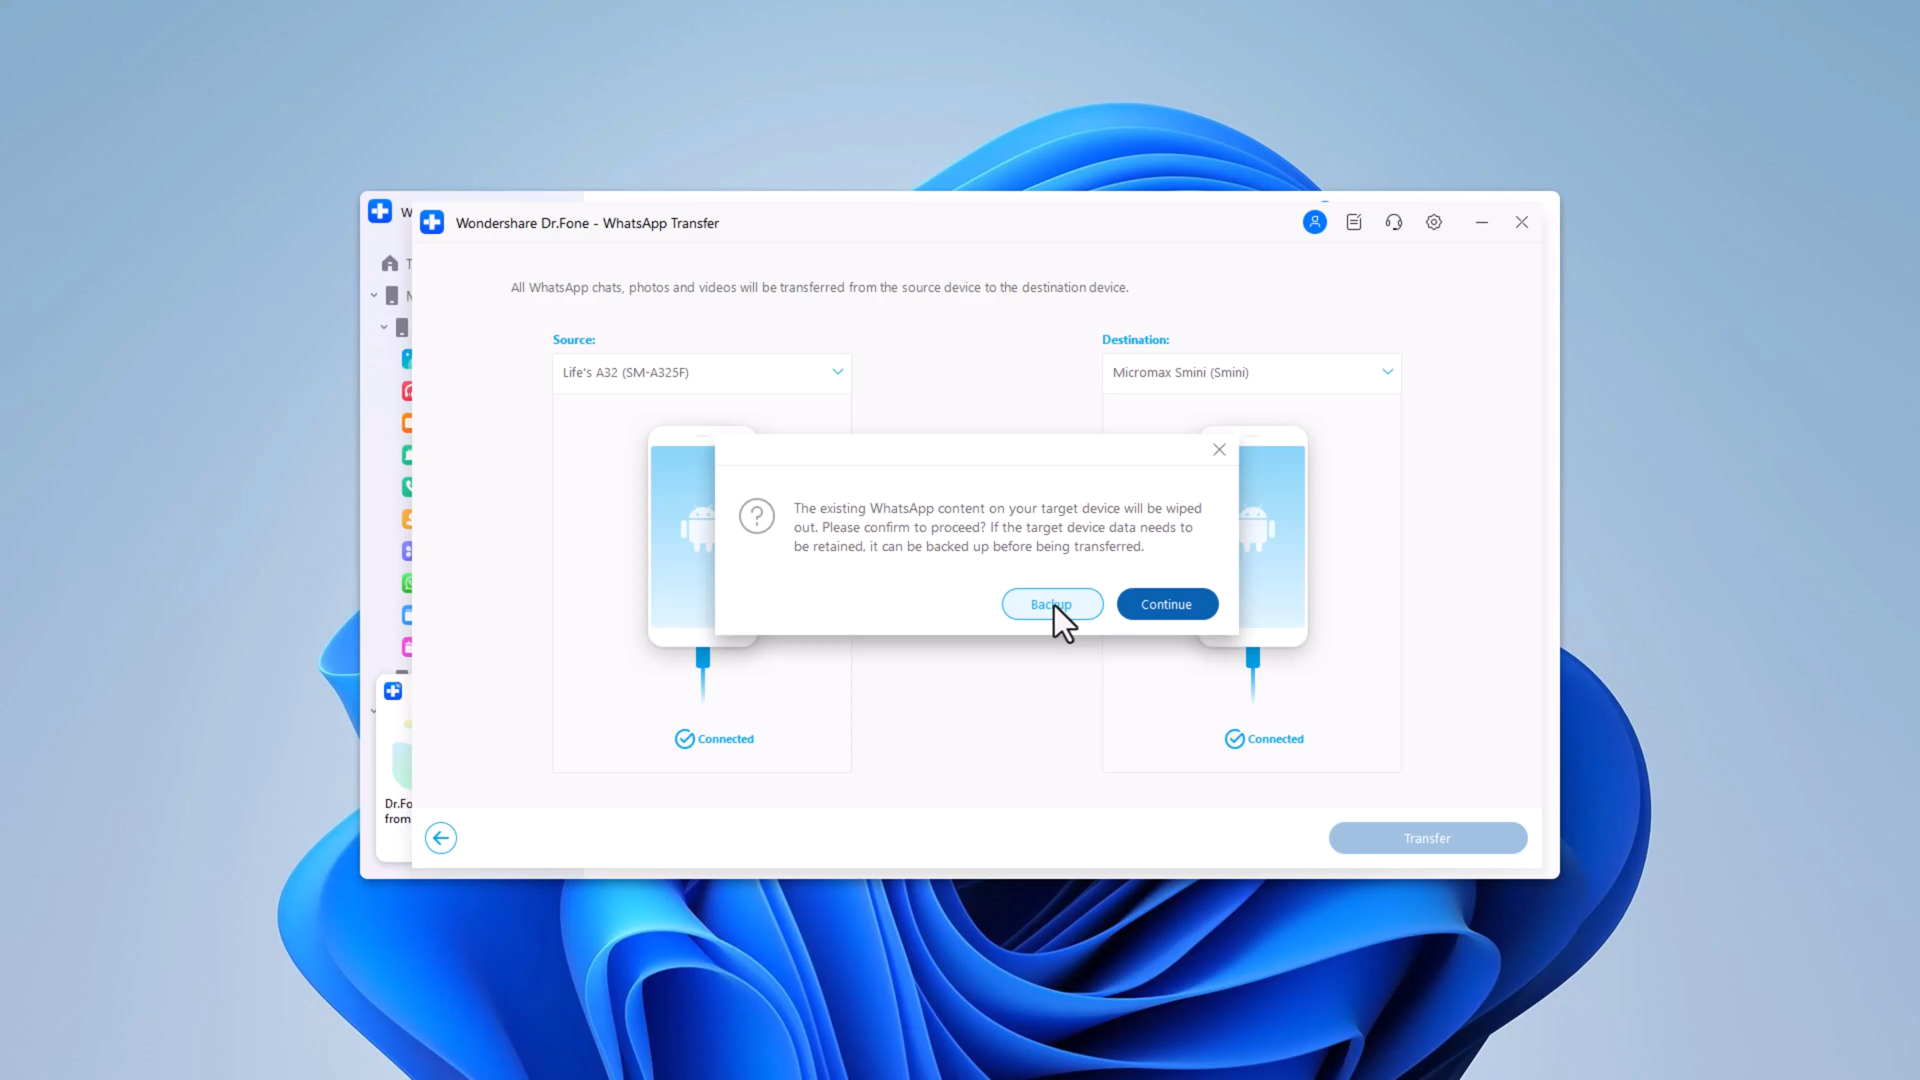 W
Wondershare Dr.Fone - WhatsApp Transfer
All WhatsApp chats, photos and videos will be transferred from the source device to the destination device.
Source:
Destination:
Life's A32 (SM-A325F)
Micromax Smini (Smini)
The existing WhatsApp content on your target device will be wiped
out. Please confirm to proceed? If the target device data needs to
be retained, it can be backed up before being transferred.
Backup
Continue
Connected
Connected
Dr.Fo
from
Transfer